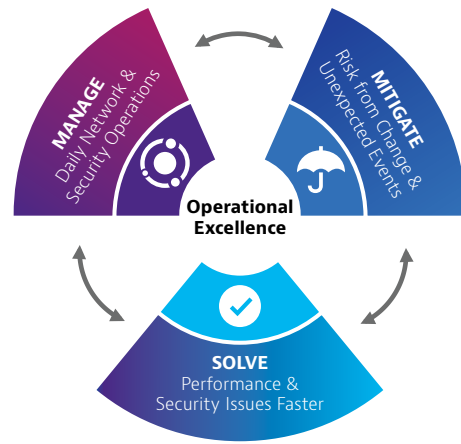 MANAGE
Daily Network &
Security Operations
MITIGATE
Risk from Change &
Unexpected Events
Operational
Excellence
SOLVE
Performance &
Security Issues Faster